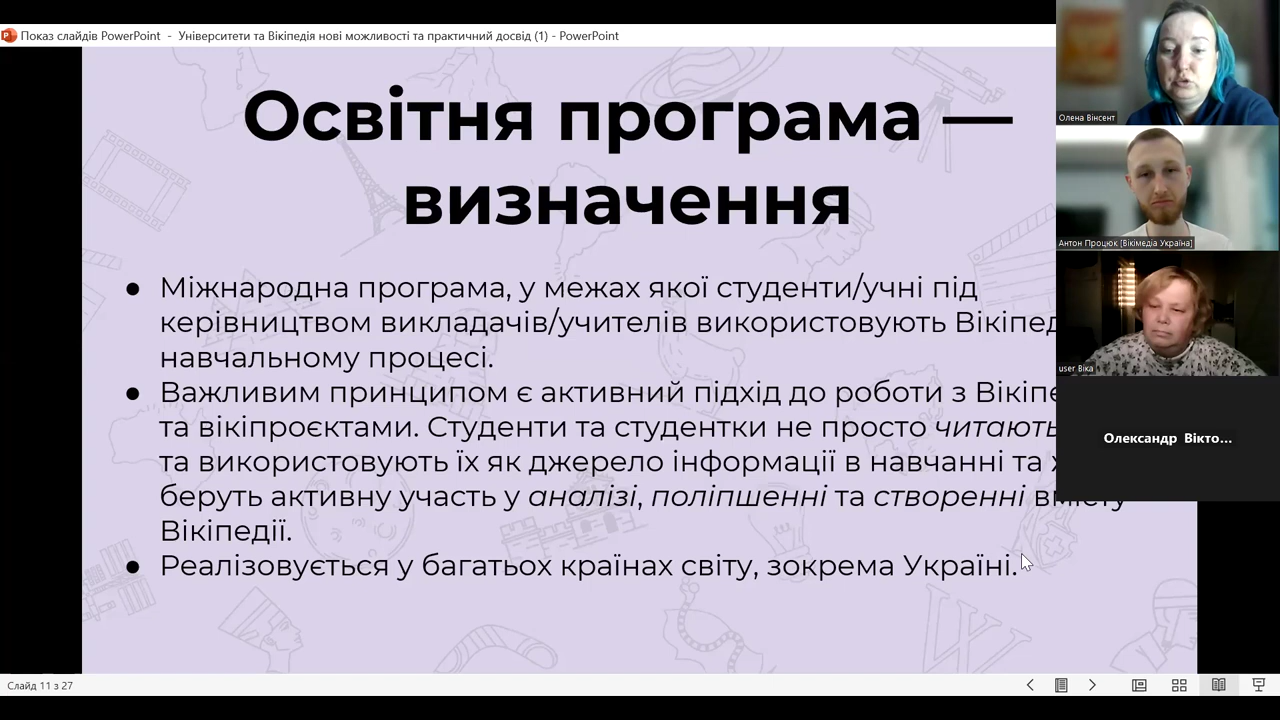 Показ слайдів PowerPoint - Університети та Вікіпедія нові можливості та практичний досвід (1) - PowerPoint
Освітня програма —
визначення
● Міжнародна програма, у межах якої студенти/учні під
керівництвом викладачів/учителів використовують Вікіпед
навчальному процесі.
● Важливим принципом є активний підхід до роботи з Вікіпе
та вікіпроєктами. Студенти та студентки не просто читають
та використовують їх як джерело інформації в навчанні та
беруть активну участь у аналізі, поліпшенні та створенні вмісту
Вікіпедії.
● Реалізовується у багатьох країнах світу, зокрема Україні.
Слайд 11 з 27
Олена Вінсент
Антон Процюк [Вікімедіа Україна]
user Віка
Олександр Вікто...